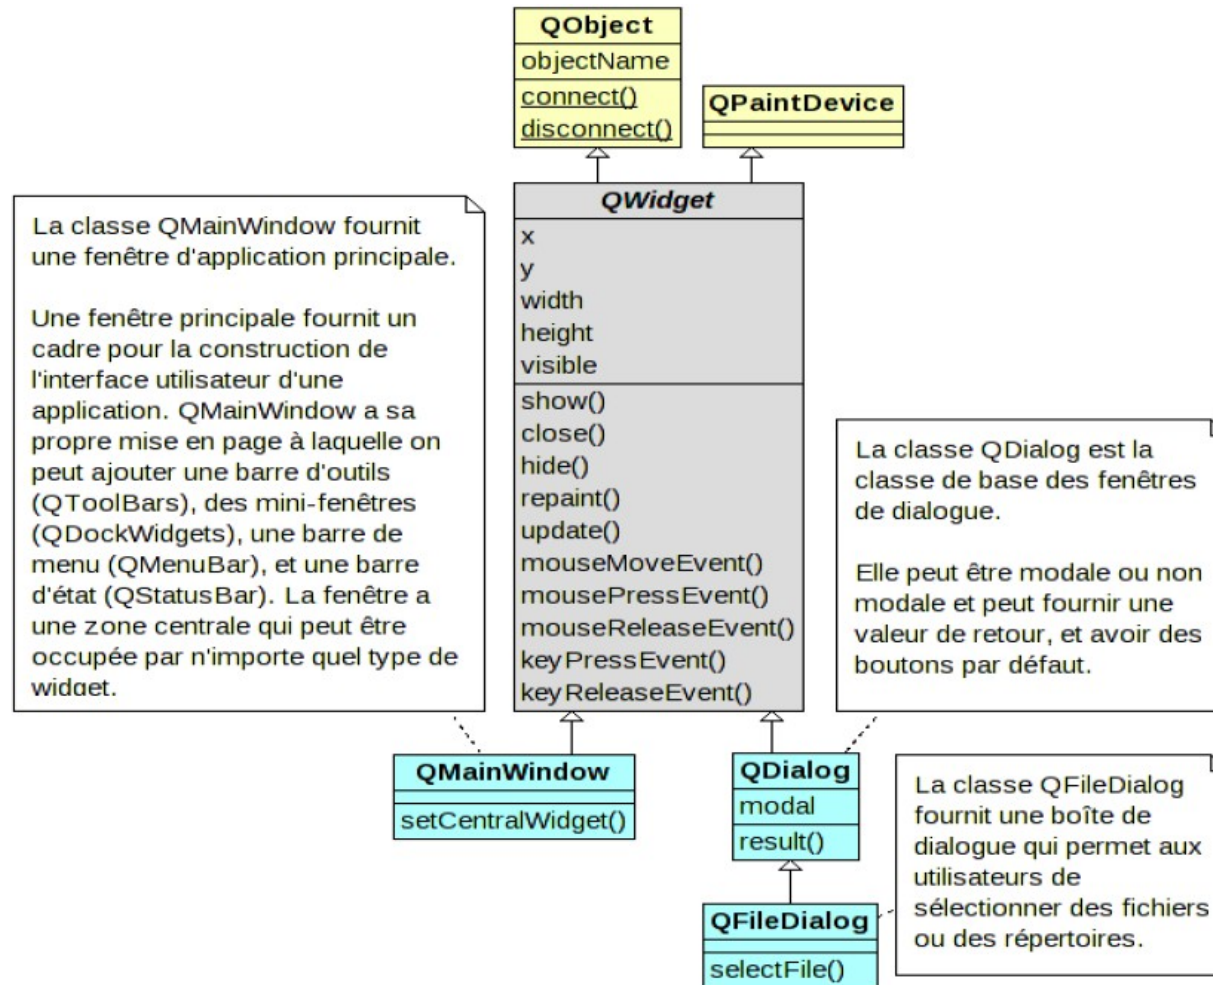 QObject
objectName
connect()
disconnect()
QPaintDevice
QWidget
x
y
width
height
visible
show()
close()
hide()
repaint()
update()
mouseMoveEvent()
mousePressEvent()
mouseReleaseEvent()
keyPressEvent()
keyReleaseEvent()
La classe QMainWindow fournit
une fenêtre d'application principale.
Une fenêtre principale fournit un
cadre pour la construction de
l'interface utilisateur d'une
application. QMainWindow a sa
propre mise en page à laquelle on
peut ajouter une barre d'outils
(QToolBars), des mini-fenêtres
(QDockWidgets), une barre de
menu (QMenuBar), et une barre
d'état (QStatusBar). La fenêtre a
une zone centrale qui peut être
occupée par n'importe quel type de
widget.
La classe QDialog est la
classe de base des fenêtres
de dialogue.
Elle peut être modale ou non
modale et peut fournir une
valeur de retour, et avoir des
boutons par défaut.
QMainWindow
setCentralWidget()
QDialog
modal
result()
La classe QFileDialog
fournit une boîte de
dialogue qui permet aux
utilisateurs de
sélectionner des fichiers
ou des répertoires.
QFileDialog
selectFile()